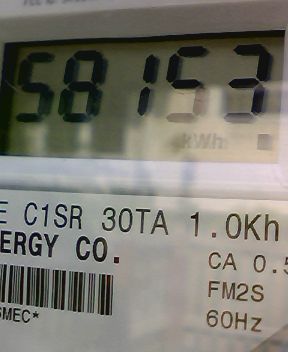 58153
kWh
E C1SR 30TA 1.0Kh
ERGY CO.
CA 0.5
FM2S
60Hz
SMEC*